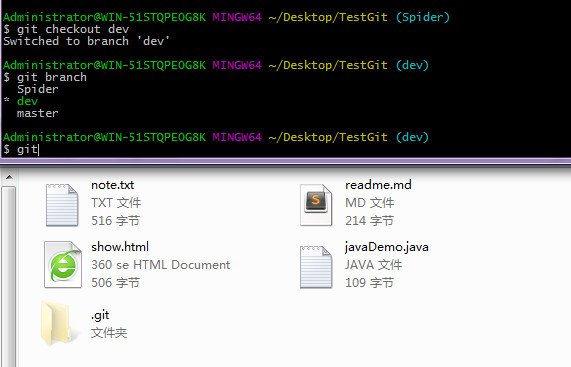 Administrator@WIN-51STQPEOG8K MINGW64 ~/Desktop/TestGit (Spider)
$ git checkout dev
Switched to branch 'dev'
Administrator@WIN-51STQPEOG8K MINGW64 ~/Desktop/TestGit (dev)
$ git branch
  Spider
* dev
  master
Administrator@WIN-51STQPEOG8K MINGW64 ~/Desktop/TestGit (dev)
$ git
note.txt
TXT 文件
516 字节
readme.md
MD 文件
214 字节
show.html
360 se HTML Document
506 字节
javaDemo.java
JAVA 文件
109 字节
.git
文件夹